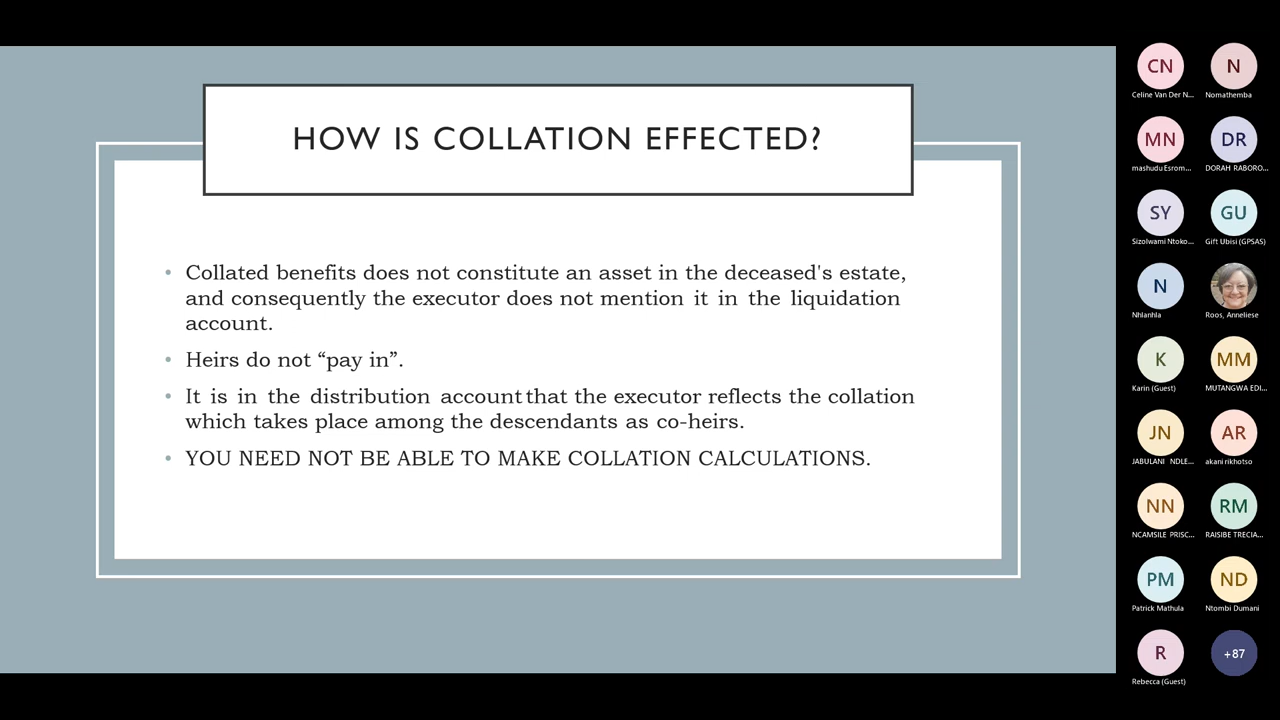 HOW IS COLLATION EFFECTED?
• Collated benefits does not constitute an asset in the deceased's estate,
and consequently the executor does not mention it in the liquidation
account.
• Heirs do not “pay in”.
• It is in the distribution account that the executor reflects the collation
which takes place among the descendants as co-heirs.
• YOU NEED NOT BE ABLE TO MAKE COLLATION CALCULATIONS.
CN
Celine Van Der N...
N
Nomathemba
MN
mashudu Esrom...
DR
DORAH RABORO...
SY
Sizolwami Ntoko...
GU
Gift Ubisi (GPSAS)
N
Nhlanhla
Roos, Anneliese
K
Karin (Guest)
MM
MUTANGWA EDI...
JN
JABULANI NDLE...
AR
akani rikhotso
NN
NCAMSILE PRISC...
RM
RAISIBE TRECIA...
PM
Patrick Mathula
ND
Ntombi Dumani
R
Rebecca (Guest)
+87